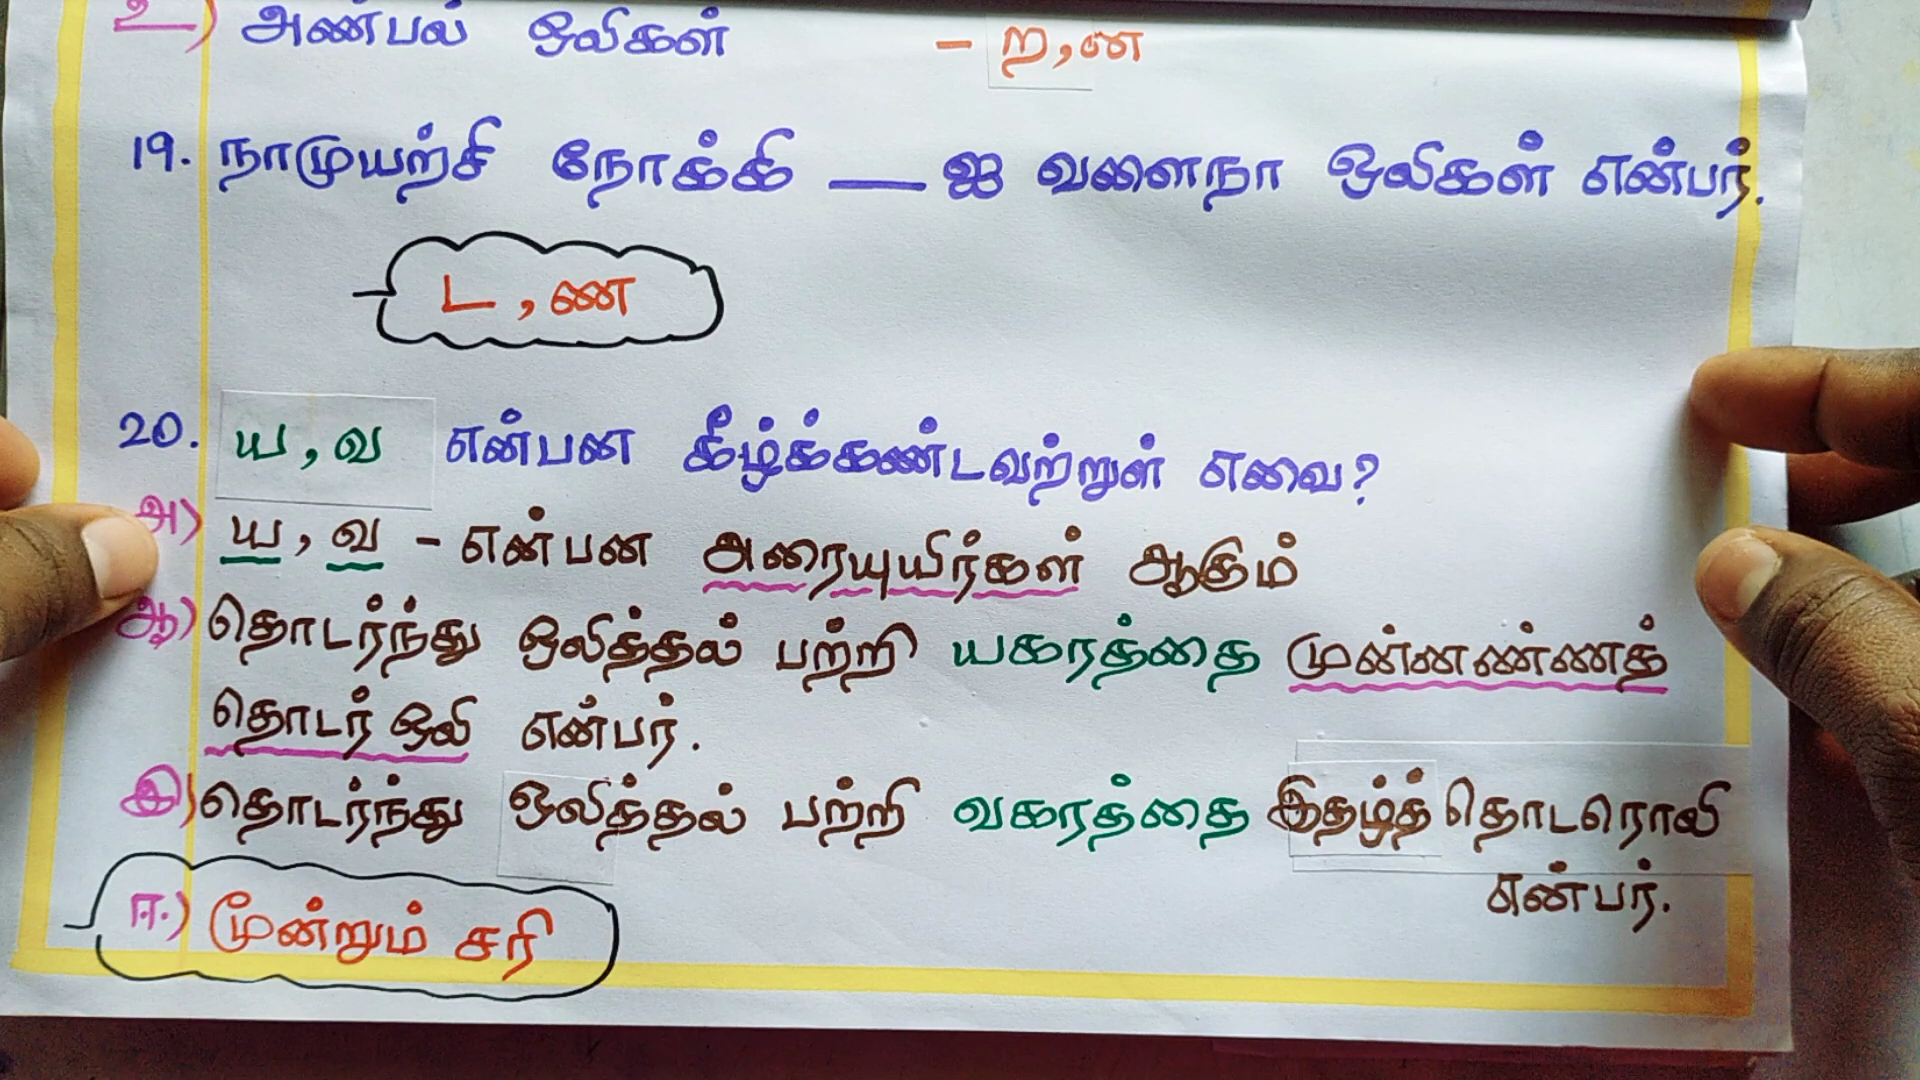 உ) அண்பல் ஒலிகள் - ற,ன
19. நாமுயற்சி நோக்கி __ ஐ வளைநா ஒலிகள் என்பர்.
ட , ண
20. ய , வ என்பன கீழ்க்கண்டவற்றுள் எவை?
அ) ய , வ - என்பன அரையுயிர்கள் ஆகும்
ஆ) தொடர்ந்து ஒலித்தல் பற்றி யகரத்தை முன்னண்ணத்
தொடர் ஒலி என்பர்.
இ) தொடர்ந்து ஒலித்தல் பற்றி வகரத்தை இதழ்த் தொடரொலி
என்பர்.
ஈ.) மூன்றும் சரி